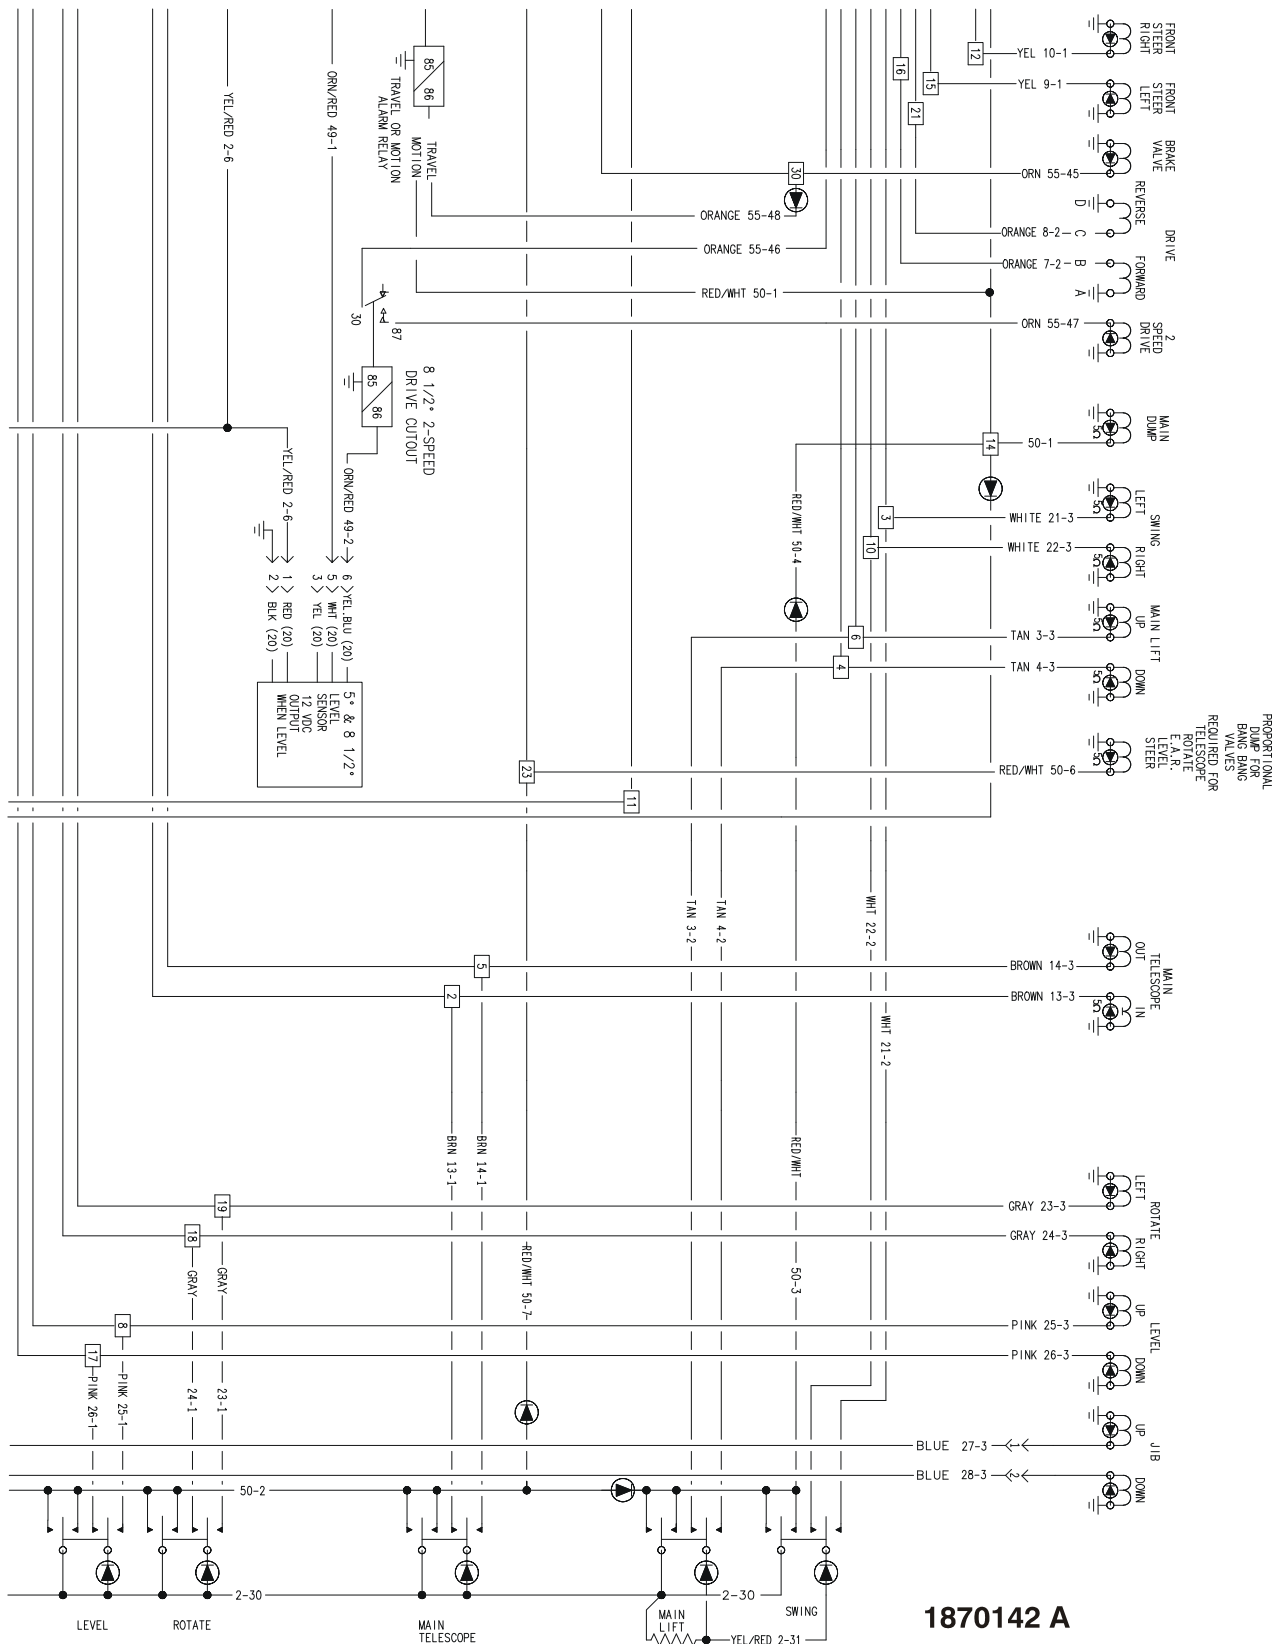 FRONT
STEER
RIGHT
12
YEL 10-1
FRONT
STEER
LEFT
16
15
YEL 9-1
21
85
86
TRAVEL OR MOTION
ALARM RELAY
TRAVEL
MOTION
YEL/RED 2-6
ORN/RED 49-1
BRAKE
VALVE
30
ORN 55-45
REVERSE
DRIVE
FORWARD
D
C
B
A
ORANGE 55-48
ORANGE 8-2
ORANGE 55-46
ORANGE 7-2
RED/WHT 50-1
30
87
ORN 55-47
2
SPEED
DRIVE
85
86
8 1/2° 2-SPEED
DRIVE CUTOUT
MAIN
DUMP
5Ω
14
50-1
YEL/RED 2-6
ORN/RED 49-2
RED/WHT 50-4
LEFT
SWING
RIGHT
5Ω
5Ω
3
WHITE 21-3
10
WHITE 22-3
2
1
3
5
6
BLK (20)
RED (20)
YEL (20)
WHT (20)
YEL.BLU (20)
MAIN LIFT
UP
DOWN
5Ω
5Ω
6
TAN 3-3
4
TAN 4-3
5° & 8 1/2°
LEVEL
SENSOR
12 VDC
OUTPUT
WHEN LEVEL
PROPORTIONAL
DUMP FOR
BANG BANG
VALVES
REQUIRED FOR
TELESCOPE
ROTATE
E.A.R.
LEVEL
STEER
5Ω
23
RED/WHT 50-6
11
TAN 3-2
TAN 4-2
WHT 22-2
WHT 21-2
MAIN
TELESCOPE
OUT
IN
5Ω
5
BROWN 14-3
2
BROWN 13-3
BRN 13-1
BRN 14-1
RED/WHT
50-3
LEFT
ROTATE
RIGHT
19
GRAY 23-3
18
GRAY 24-3
GRAY
24-1
GRAY
23-1
RED/WHT 50-7
UP
LEVEL
DOWN
8
PINK 25-3
17
PINK 26-3
PINK 26-1
PINK 25-1
UP
JIB
DOWN
BLUE 27-3
1
BLUE 28-3
2
50-2
2-30
2-30
LEVEL
ROTATE
MAIN
TELESCOPE
MAIN
LIFT
SWING
YEL/RED 2-31
1870142 A